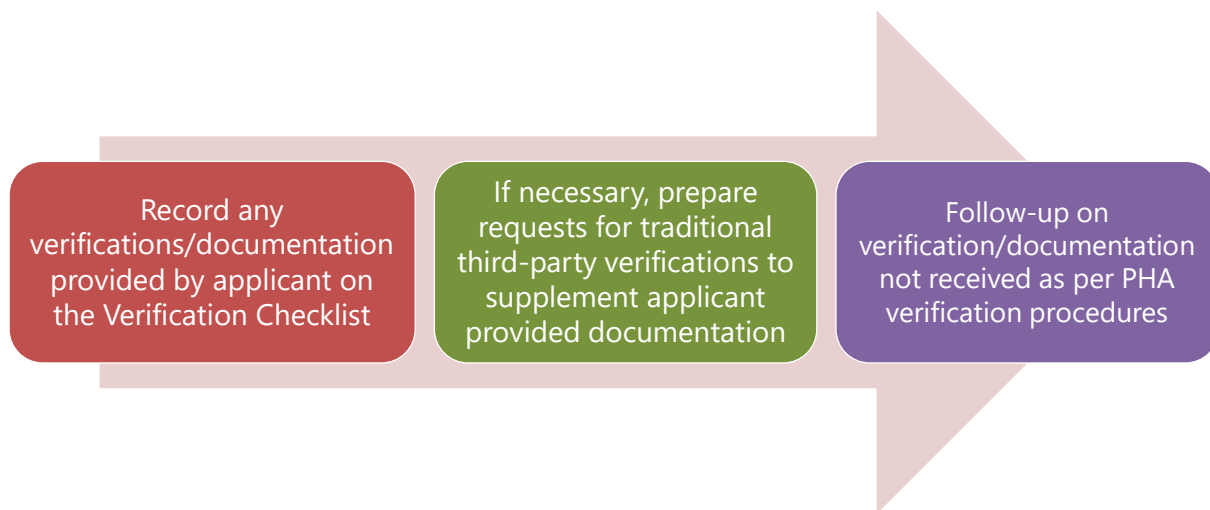 Record any
verifications/documentation
provided by applicant on
the Verification Checklist
If necessary, prepare
requests for traditional
third-party verifications to
supplement applicant
provided documentation
Follow-up on
verification/documentation
not received as per PHA
verification procedures